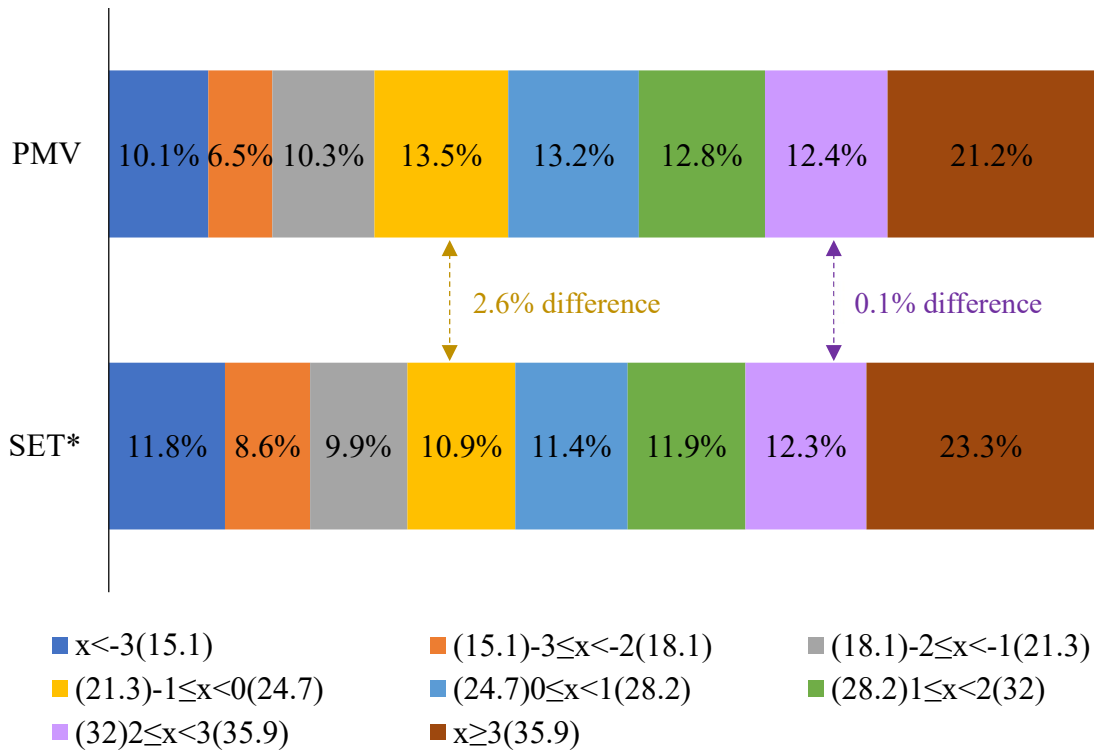 PMV
10.1% 6.5% 10.3% 13.5% 13.2% 12.8% 12.4% 21.2%
2.6% difference
0.1% difference
SET*
11.8% 8.6% 9.9% 10.9% 11.4% 11.9% 12.3% 23.3%
x<-3(15.1)
(15.1)-3≤x<-2(18.1)
(18.1)-2≤x<-1(21.3)
(21.3)-1≤x<0(24.7)
(24.7)0≤x<1(28.2)
(28.2)1≤x<2(32)
(32)2≤x<3(35.9)
x≥3(35.9)